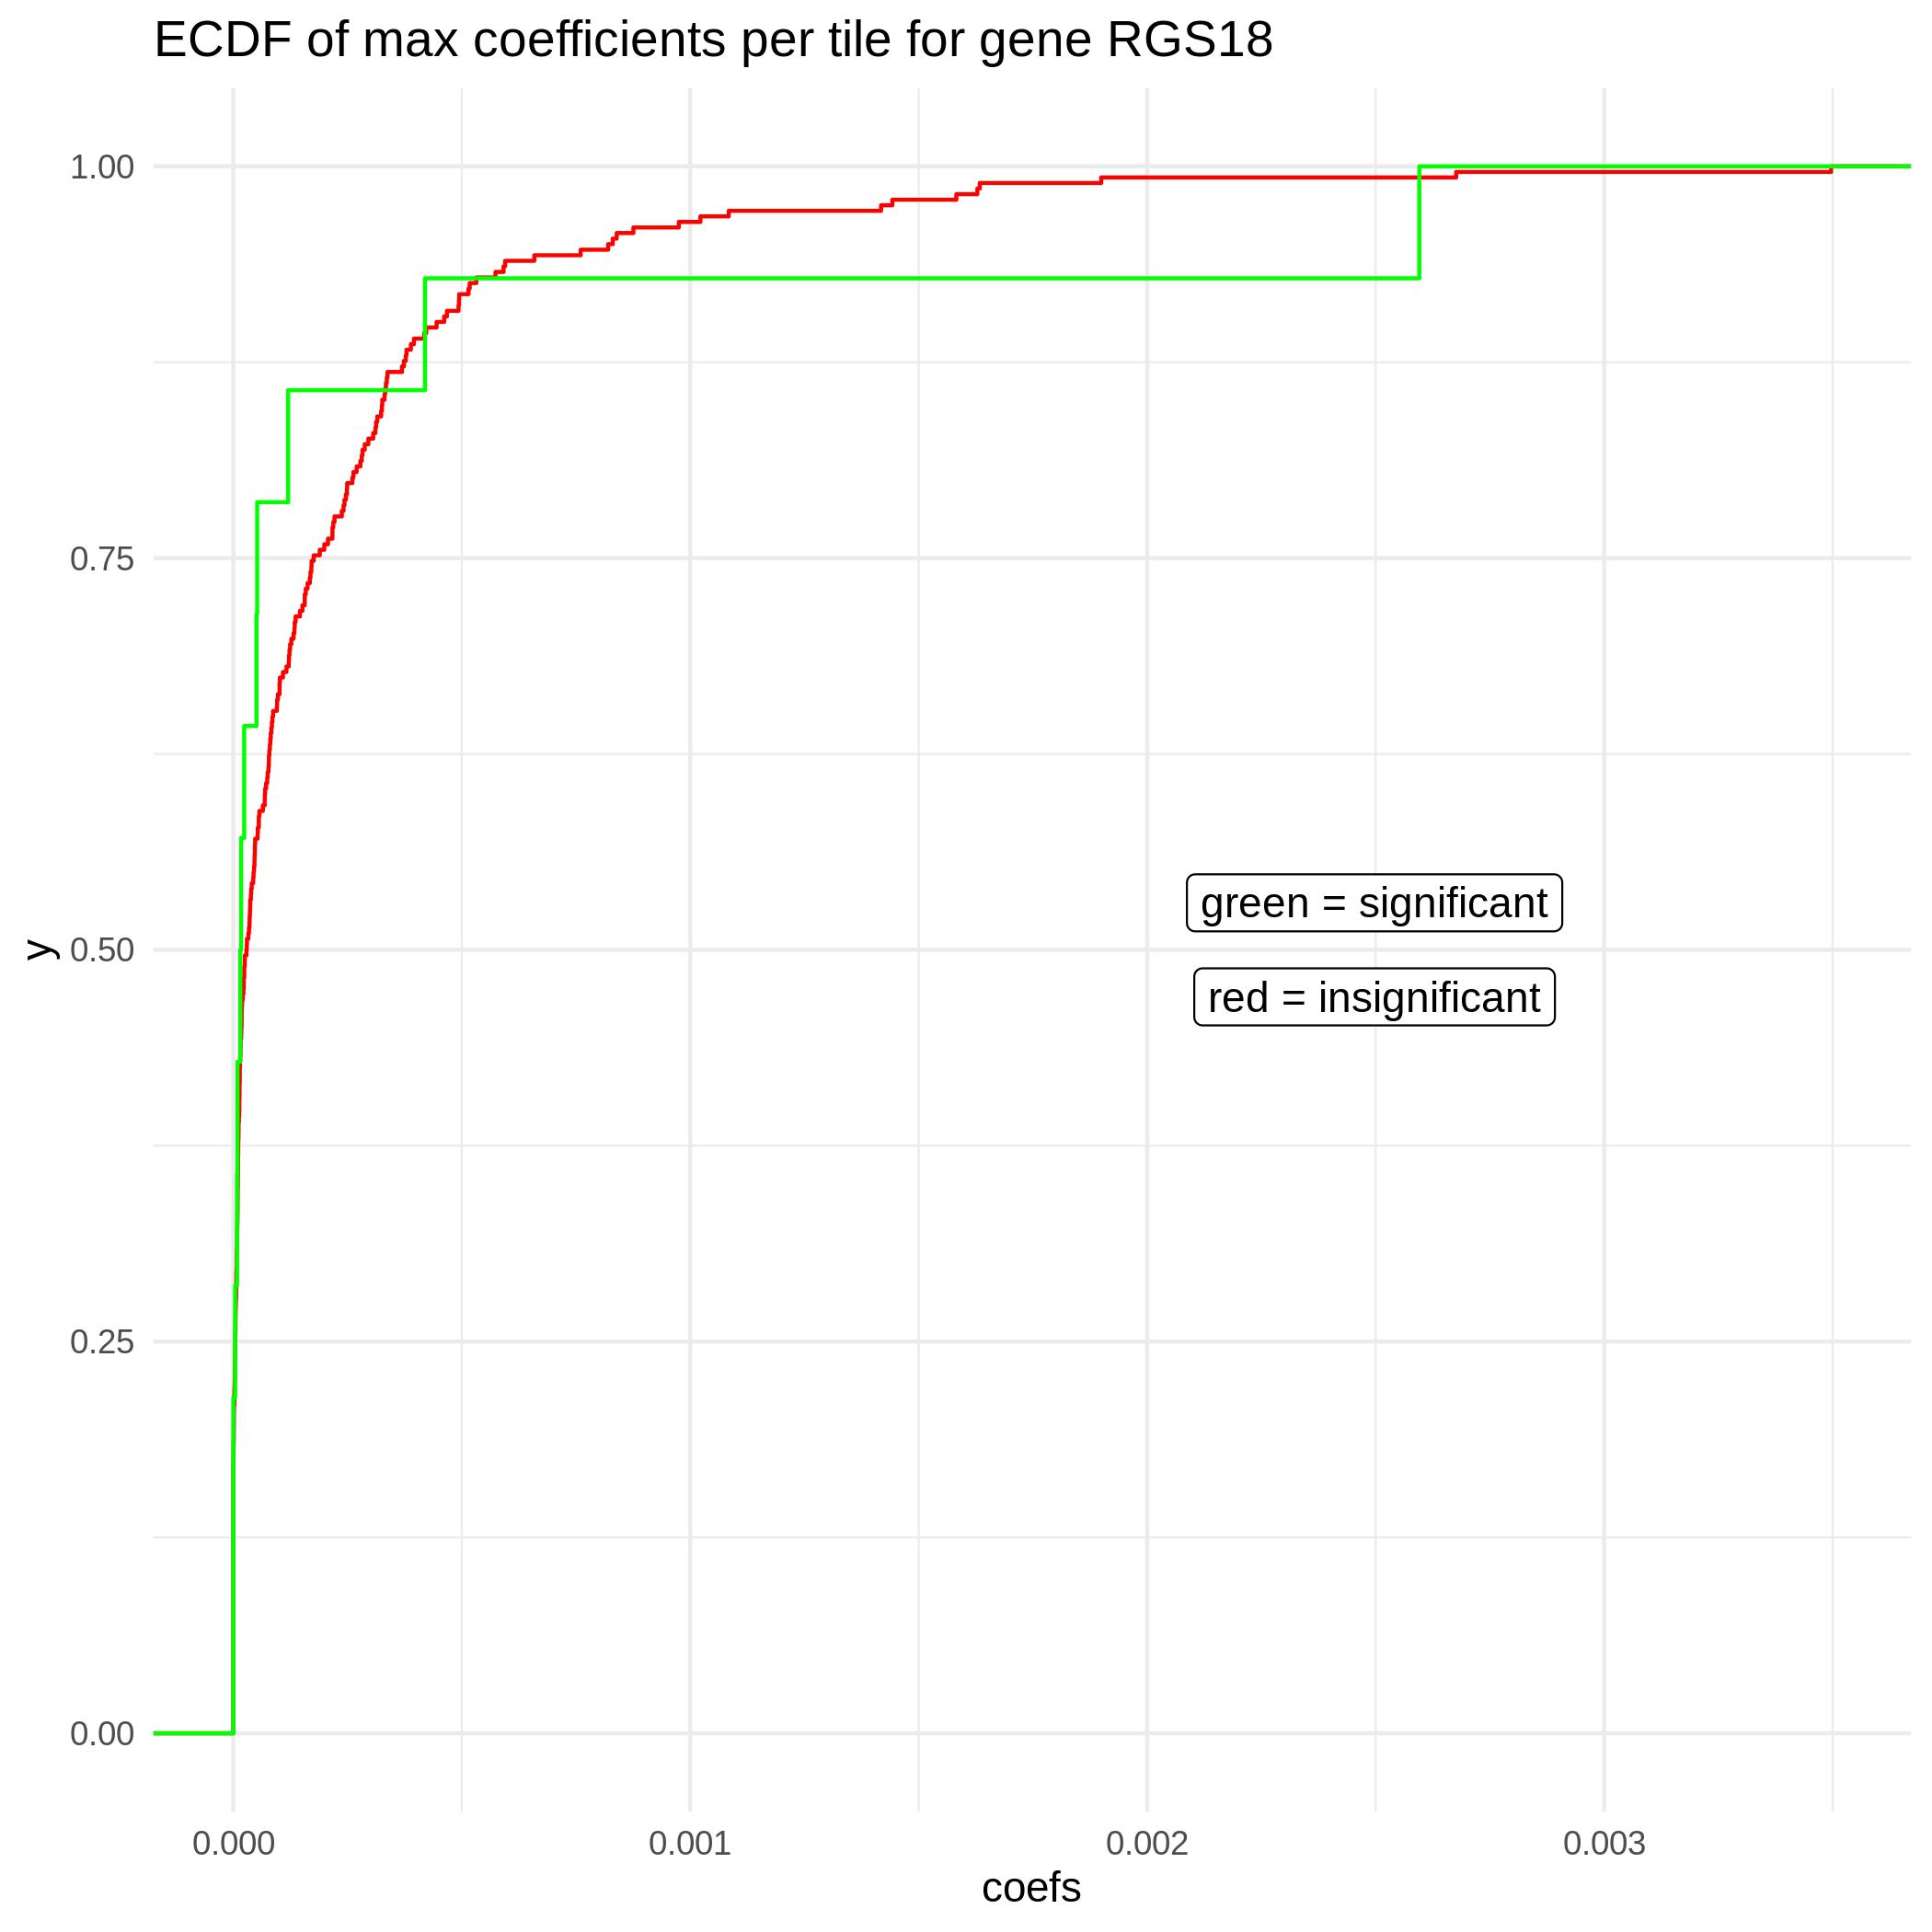 ECDF of max coefficients per tile for gene RGS18
1.00
0.75
0.50
0.25
0.00
y
green = significant
red = insignificant
0.000 0.001 0.002 0.003
coefs